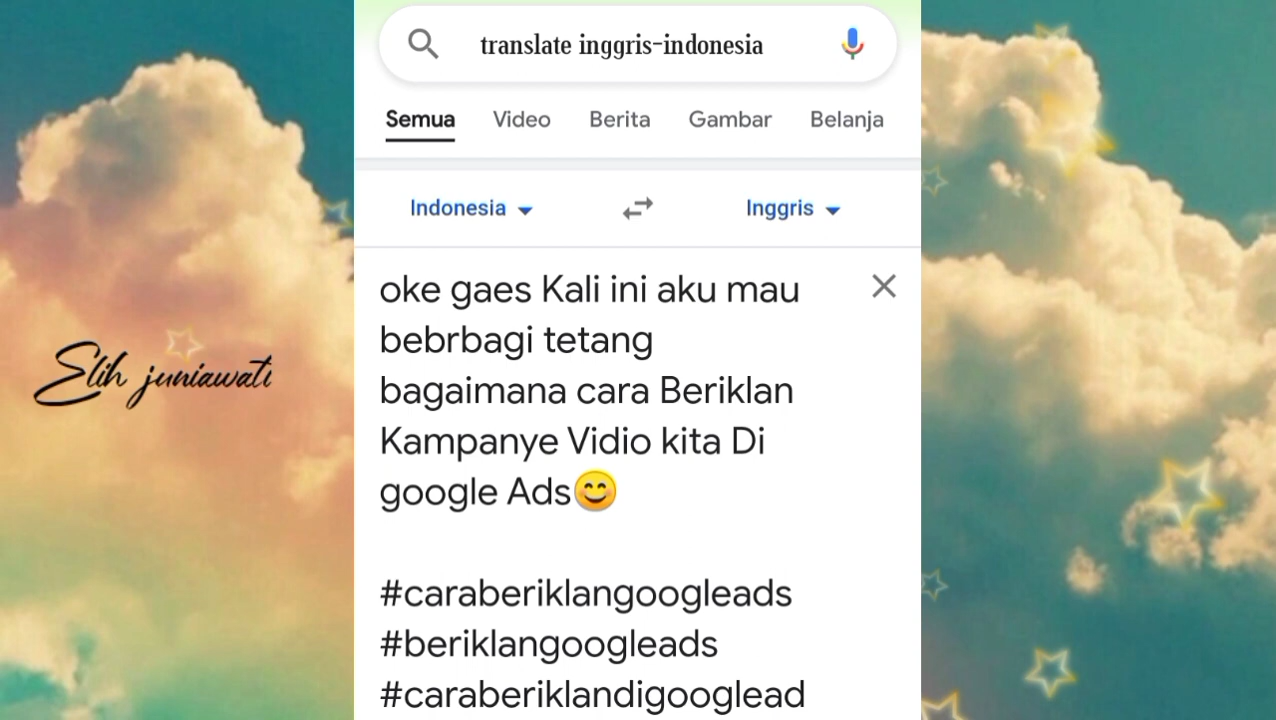 translate inggris-indonesia
Semua Video Berita Gambar Belanja
Indonesia Inggris
oke gaes Kali ini aku mau
bebrbagi tetang
bagaimana cara Beriklan
Kampanye Vidio kita Di
google Ads😊
#caraberiklangoogleads
#beriklangoogleads
#caraberiklandigooglead
Elih juniawati